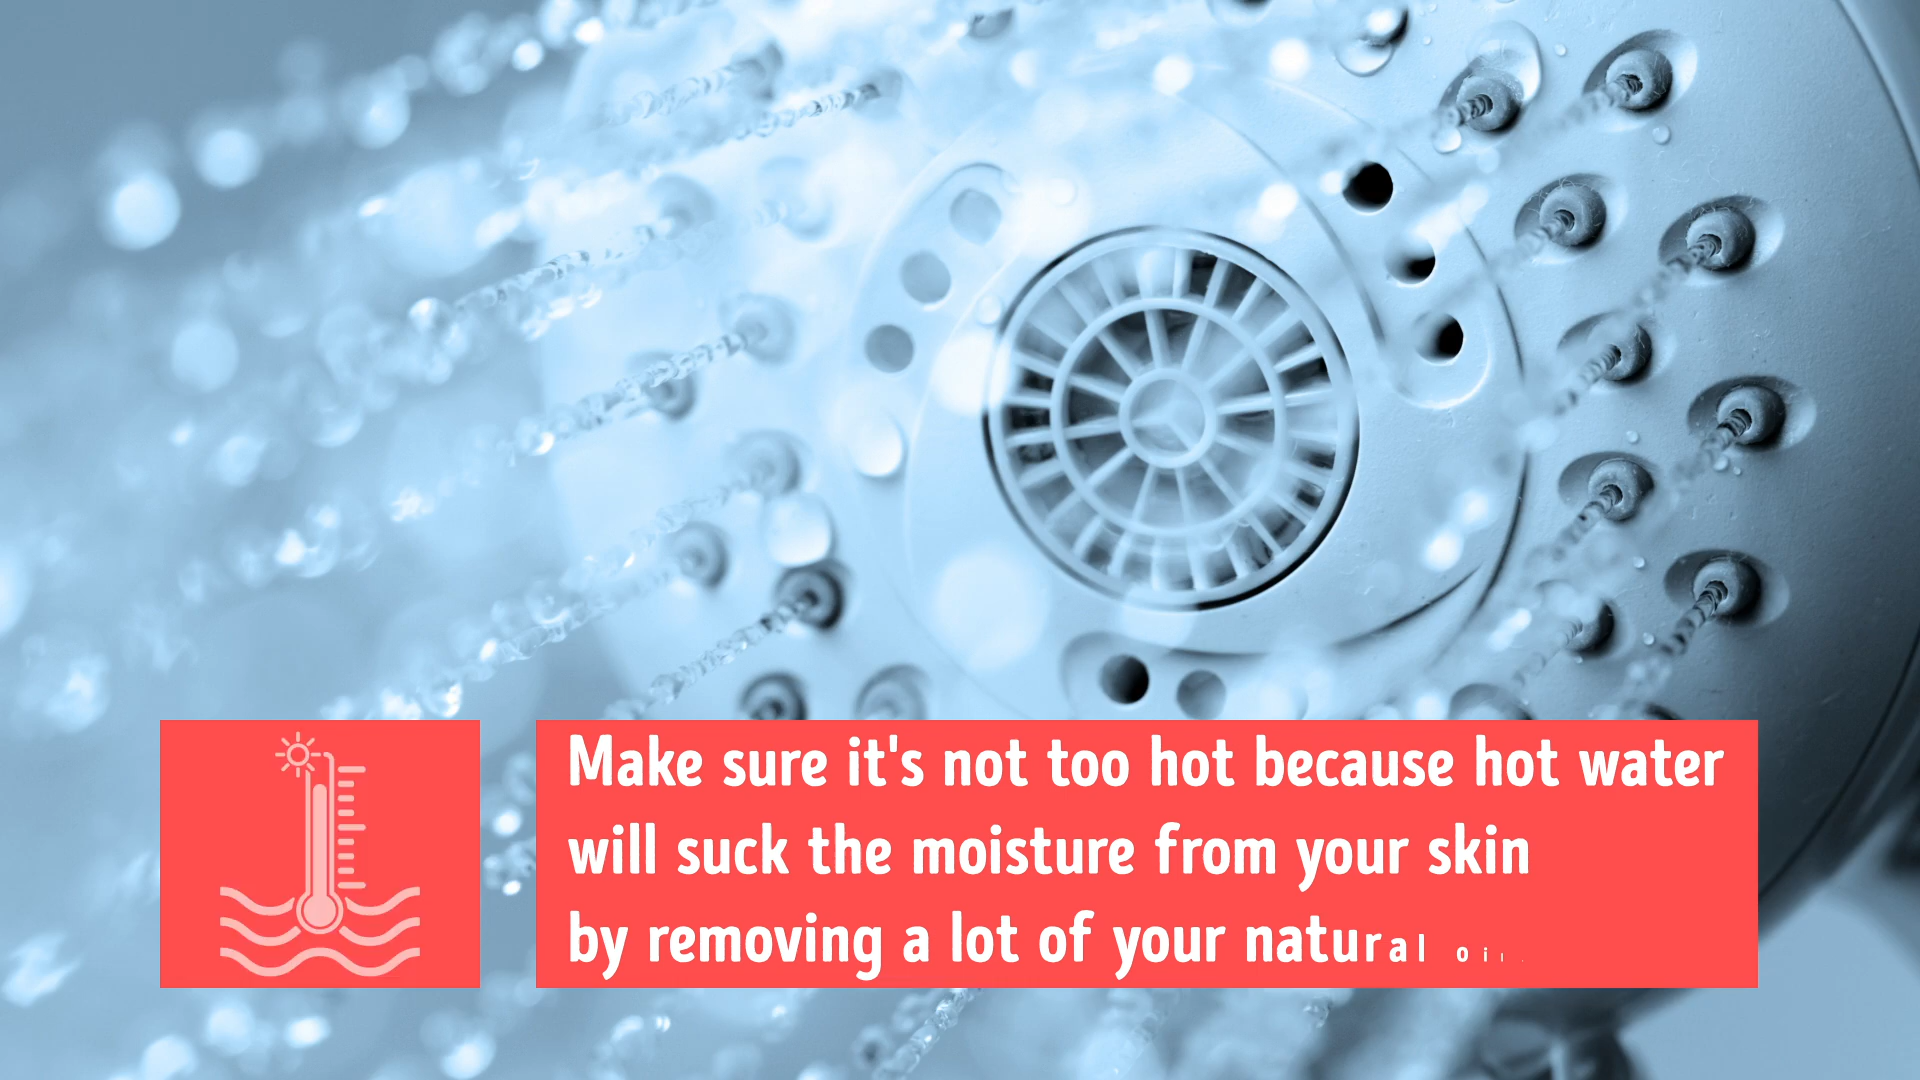 Make sure it's not too hot because hot water
will suck the moisture from your skin
by removing a lot of your natural